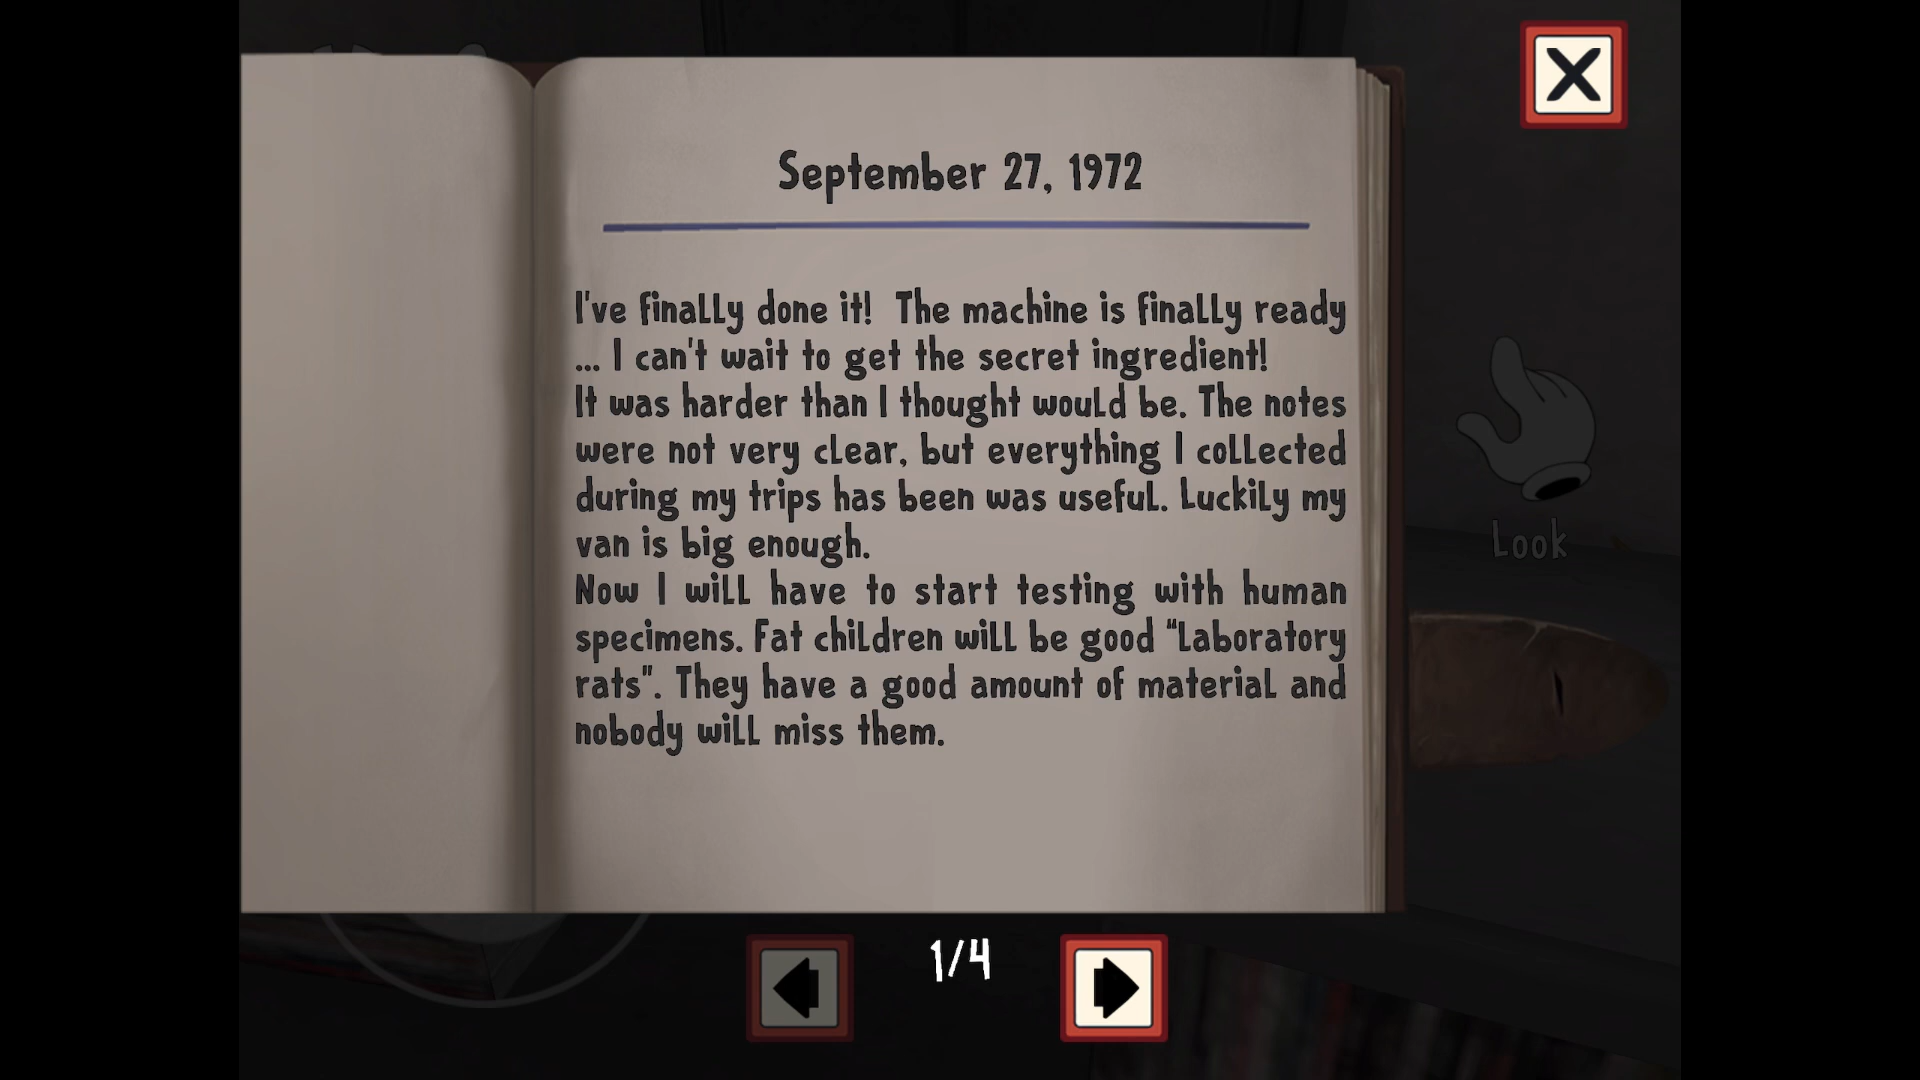 September 27, 1972
I've finally done it!  The machine is finally ready
... I can't wait to get the secret ingredient!
It was harder than I thought would be. The notes
were not very clear, but everything I collected
during my trips has been was useful. Luckily my
van is big enough.
Now I will have to start testing with human
specimens. Fat children will be good “laboratory
rats”. They have a good amount of material and
nobody will miss them.
Look
1/4